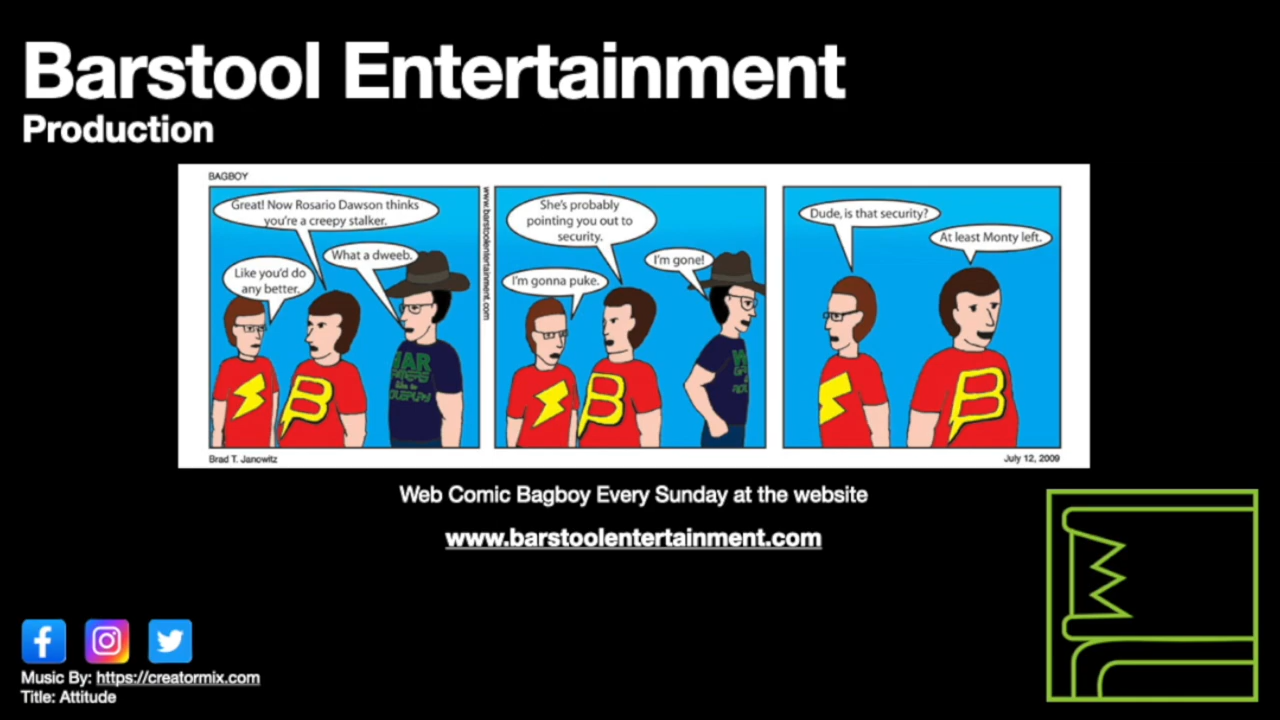 Barstool Entertainment
Production
BAGBOY
Great! Now Rosario Dawson thinks
you're a creepy stalker.
What a dweeb.
Like you'd do
any better.
www.barstoolentertainment.com
She's probably
pointing you out to
security.
I'm gone!
I'm gonna puke.
Dude, is that security?
At least Monty left.
Brad T. Janowitz
July 12, 2009
Web Comic Bagboy Every Sunday at the website
www.barstoolentertainment.com
Music By: https://creatormix.com
Title: Attitude